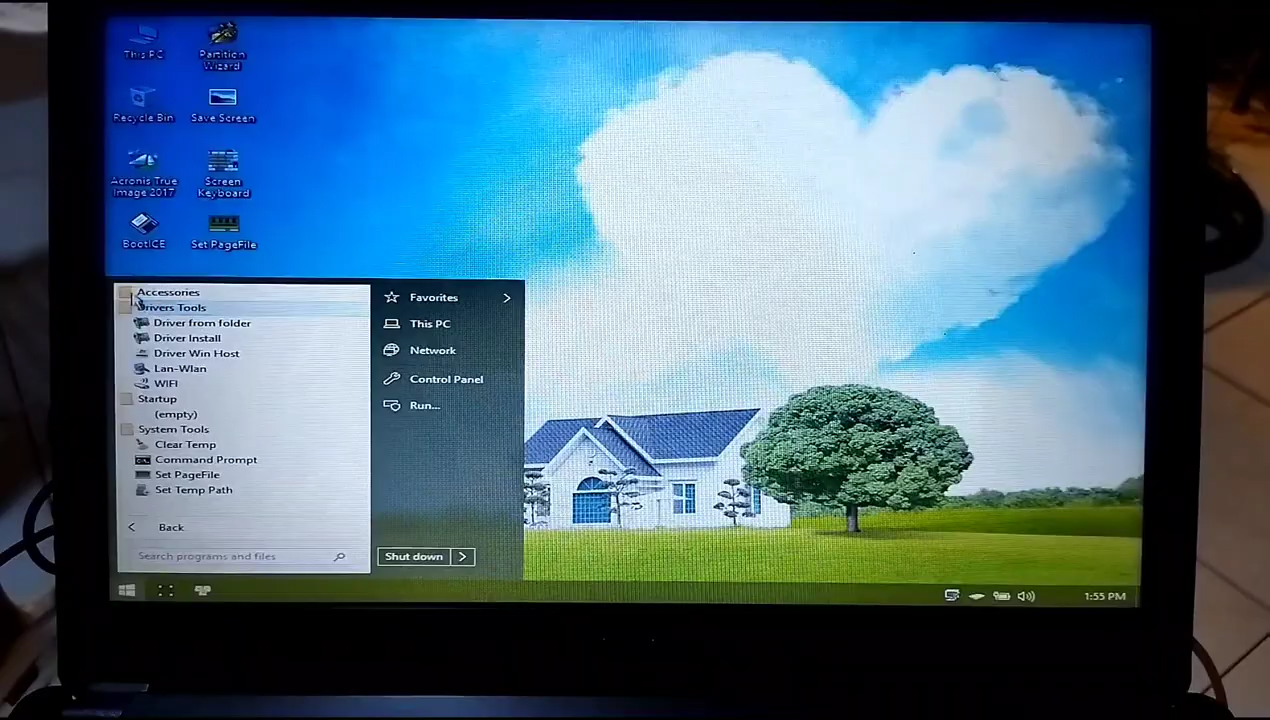 This PC
Partition
Wizard
Recycle Bin
Save Screen
Acronis True
Image 2017
Screen
Keyboard
BootICE
Set PageFile
Accessories
Drivers Tools
Driver from folder
Driver Install
Driver Win Host
Lan-Wlan
WIFI
Startup
(empty)
System Tools
Clear Temp
Command Prompt
Set PageFile
Set Temp Path
Back
Search programs and files
Favorites
This PC
Network
Control Panel
Run...
Shut down
1:55 PM